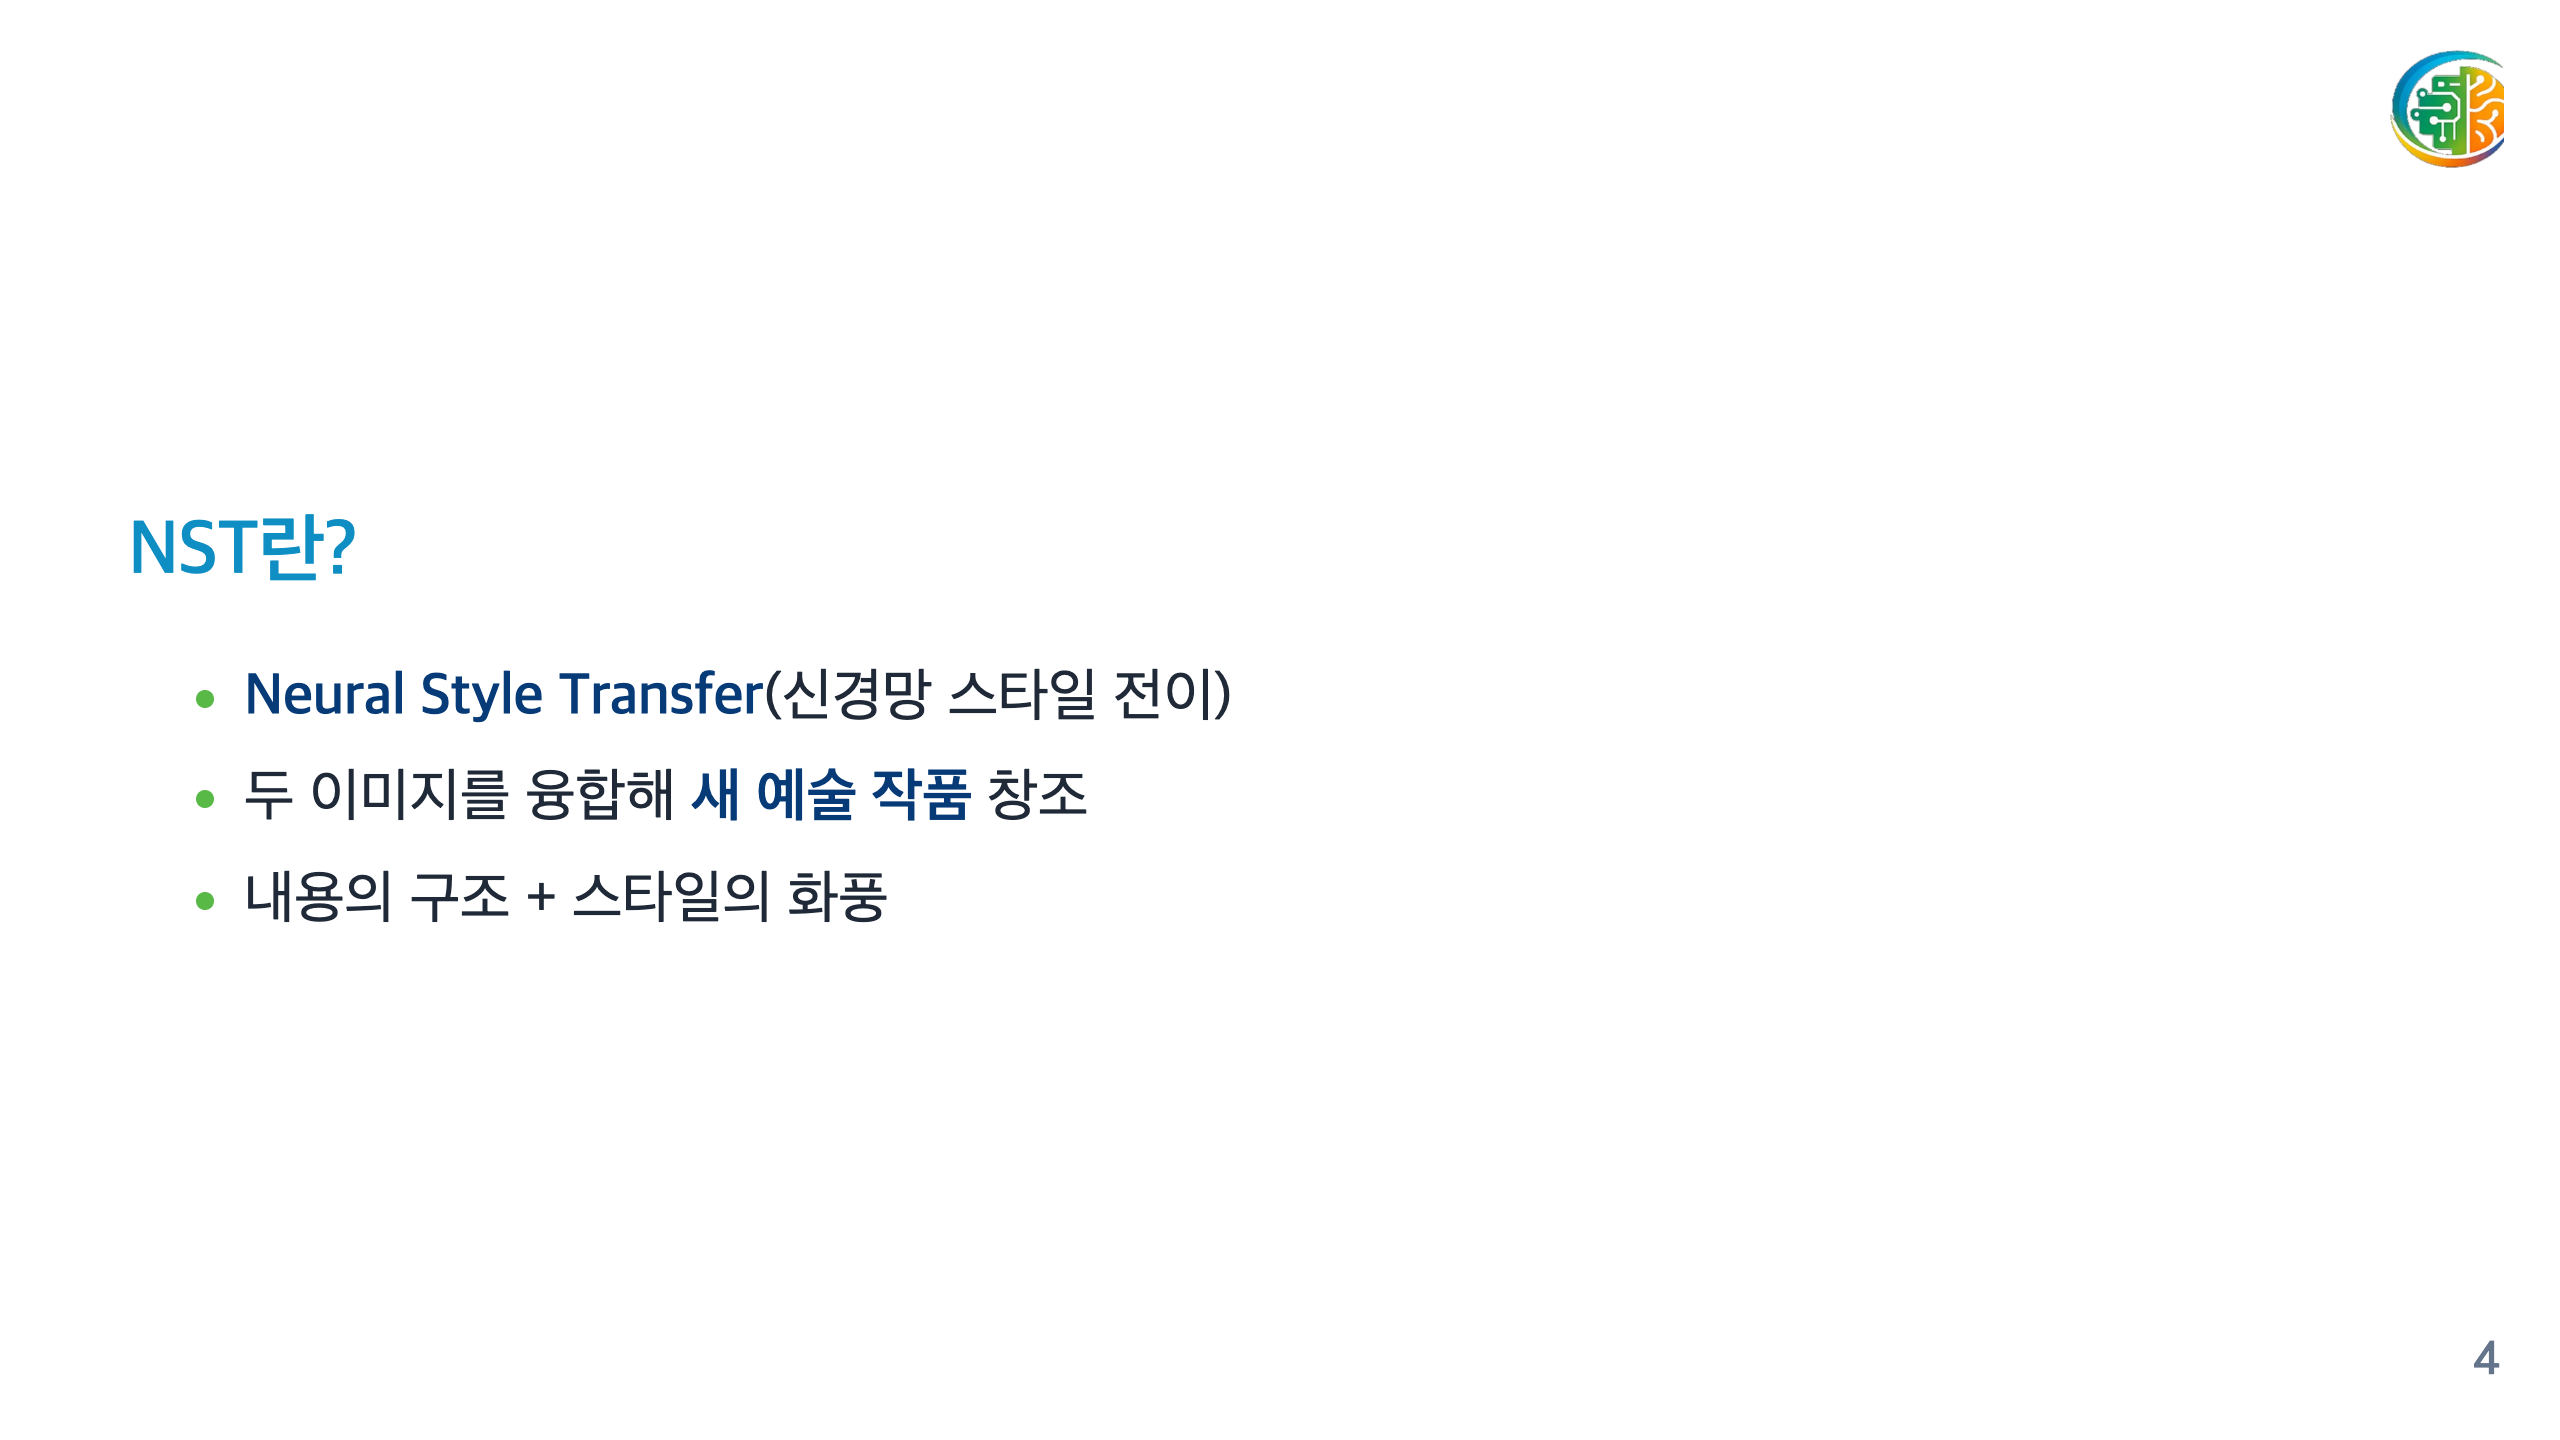 NST란?
Neural Style Transfer(신경망 스타일 전이)
두 이미지를 융합해 새 예술 작품 창조
내용의 구조 + 스타일의 화풍
4